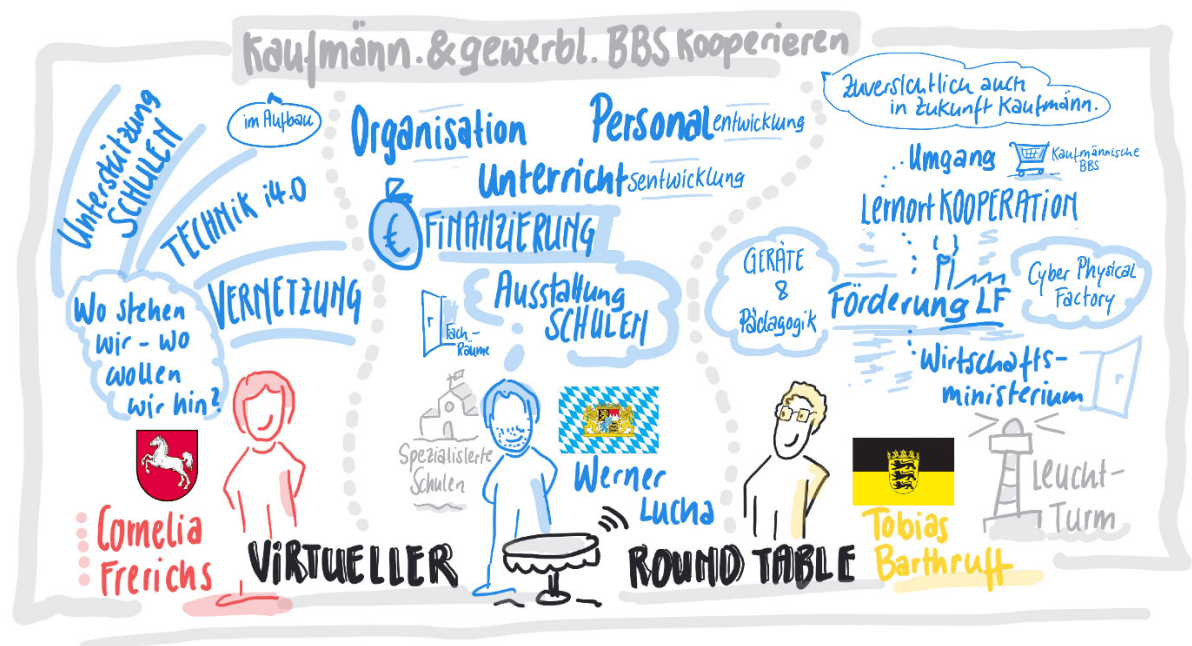 Kaufmänn. & gewerbl. BBS Kooperieren
Unterstützung
SCHULEN
im Aufbau
TECHNIK i4.0
VERNETZUNG
Wo stehen
wir - wo
wollen
wir hin?
Cornelia
Frerichs
Organisation
Personalentwicklung
Unterrichtsentwicklung
€
FINANZIERUNG
Ausstattung
SCHULEN
Fach-
Räume
Spezialisierte
Schulen
Werner
Lucha
Zuversichtlich auch
in Zukunft Kaufmänn.
Umgang
Kaufmännische
BBS
Lernort KOOPERATION
GERÄTE
&
Pädagogik
Förderung LF
Cyber Physical
Factory
Wirtschafts-
ministerium
Leucht-
Turm
Tobias
Barthruff
VIRTUELLER ROUND TABLE